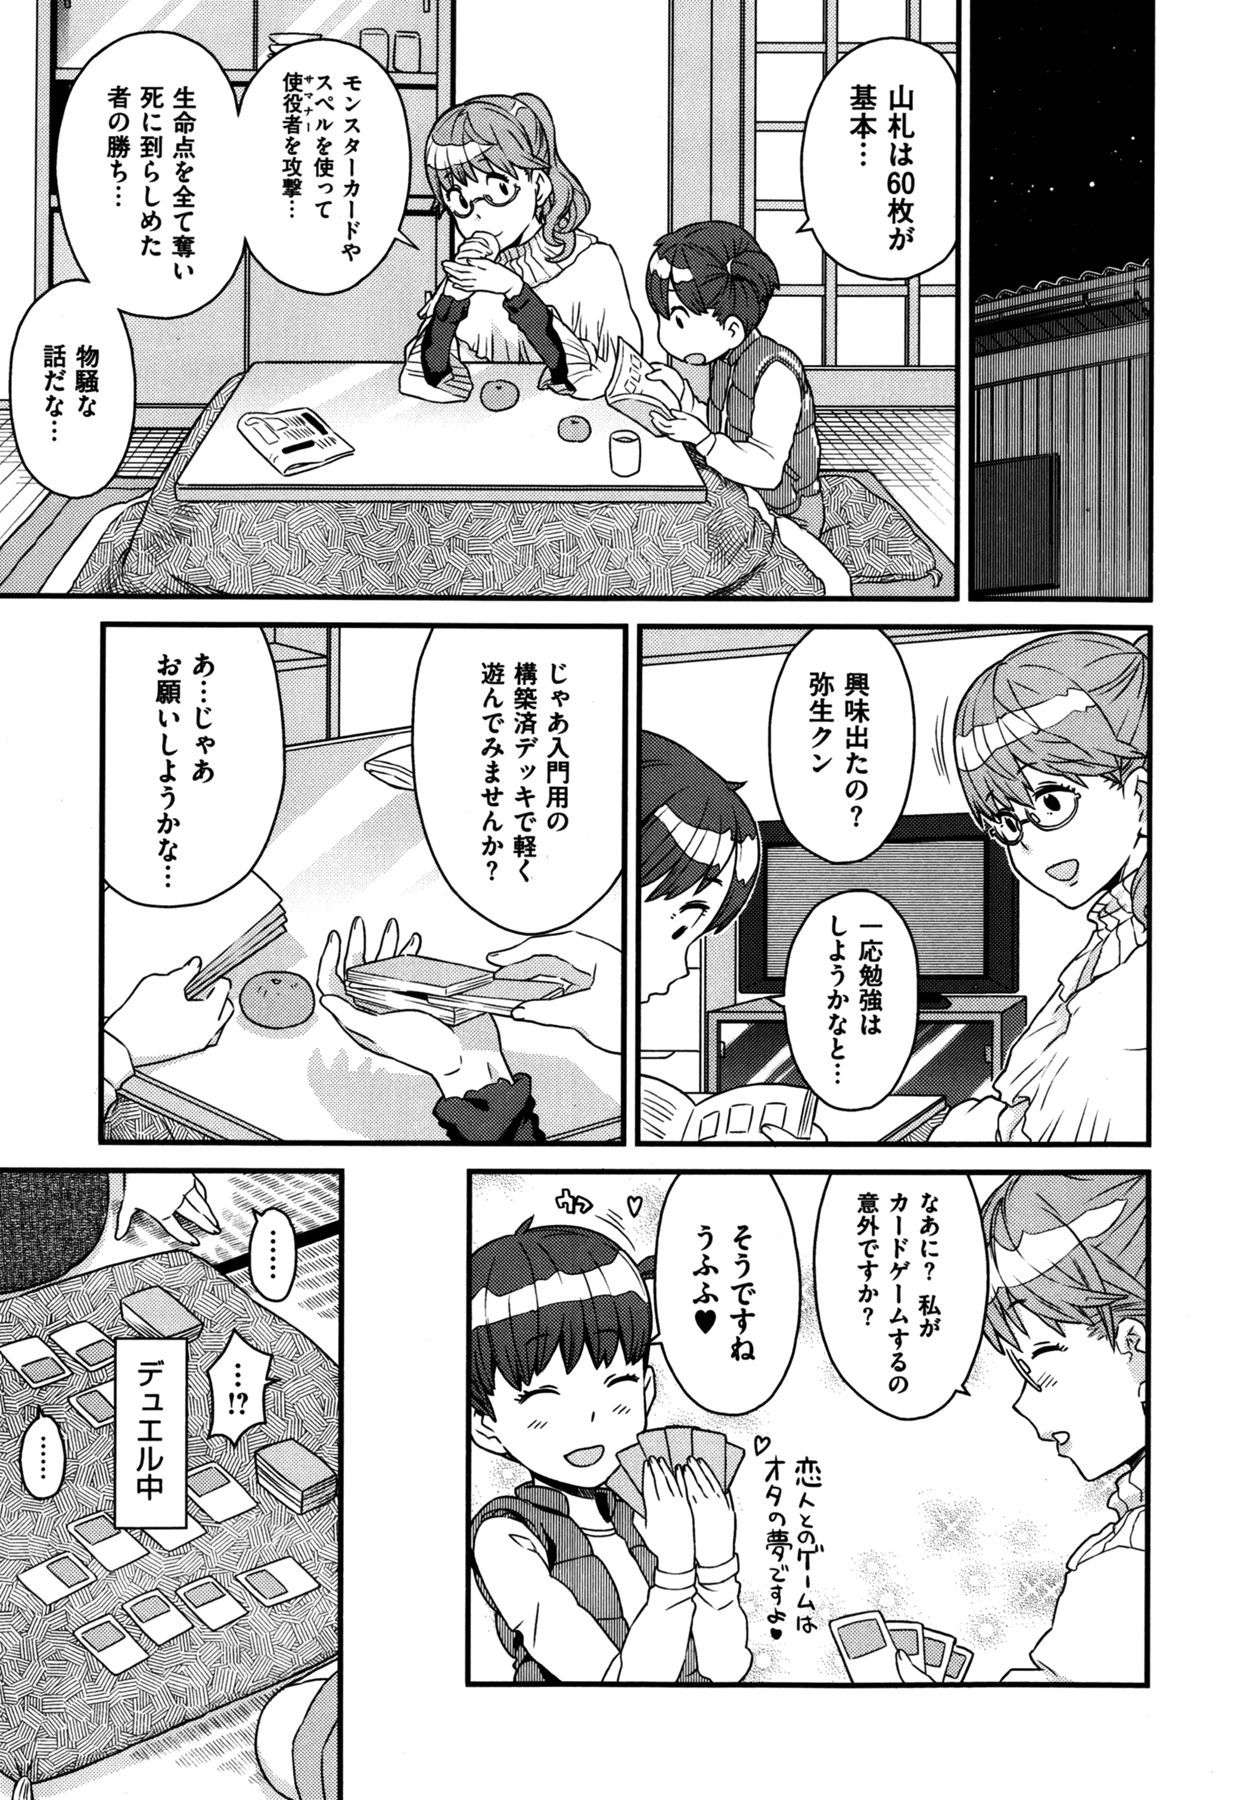 山札は60枚が
基本…
モンスターカードや
スペルを使って
使役者を攻撃…
サマナー
生命点を全て奪い
死に到らしめた
者の勝ち…
物騒な
話だな…
興味出たの?
弥生クン
一応勉強は
しようかなと…
じゃあ入門用の
構築済デッキで軽く
遊んでみませんか?
あ…じゃあ
お願いしようかな…
なあに? 私が
カードゲームするの
意外ですか?
そうですね
うふふ♥
ウフっ♡
恋人とのゲームは
オタの夢ですよ♥
……
…!?
デュエル中
……